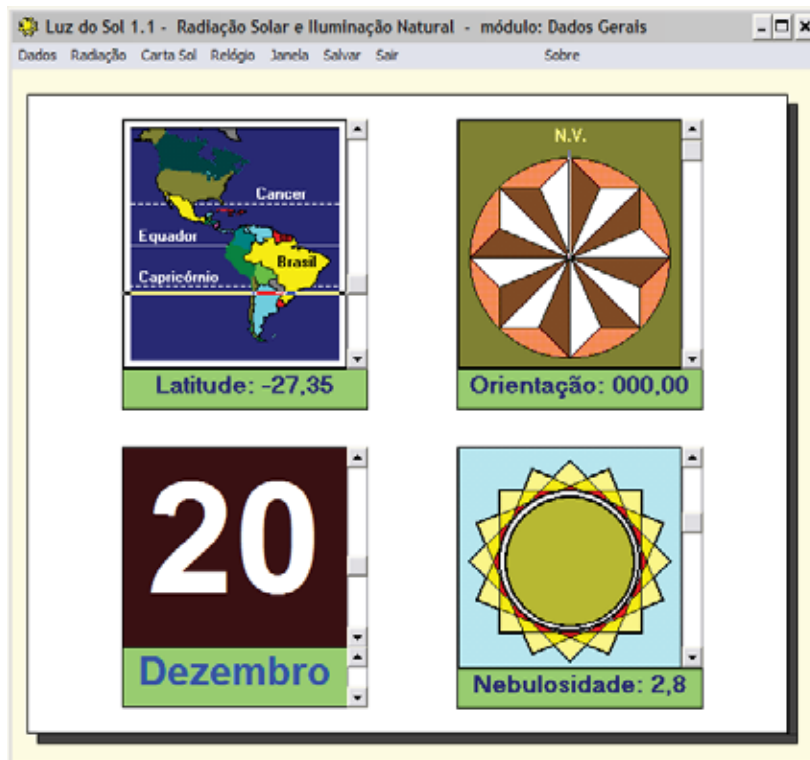 Luz do Sol 1.1 - Radiação Solar e Iluminação Natural - módulo: Dados Gerais
Dados Radiação Carta Sol Relógio Janela Salvar Sair Sobre
Cancer
Equador
Brasil
Capricórnio
Latitude: -27,35
N.V.
Orientação: 000,00
20
Dezembro
Nebulosidade: 2,8